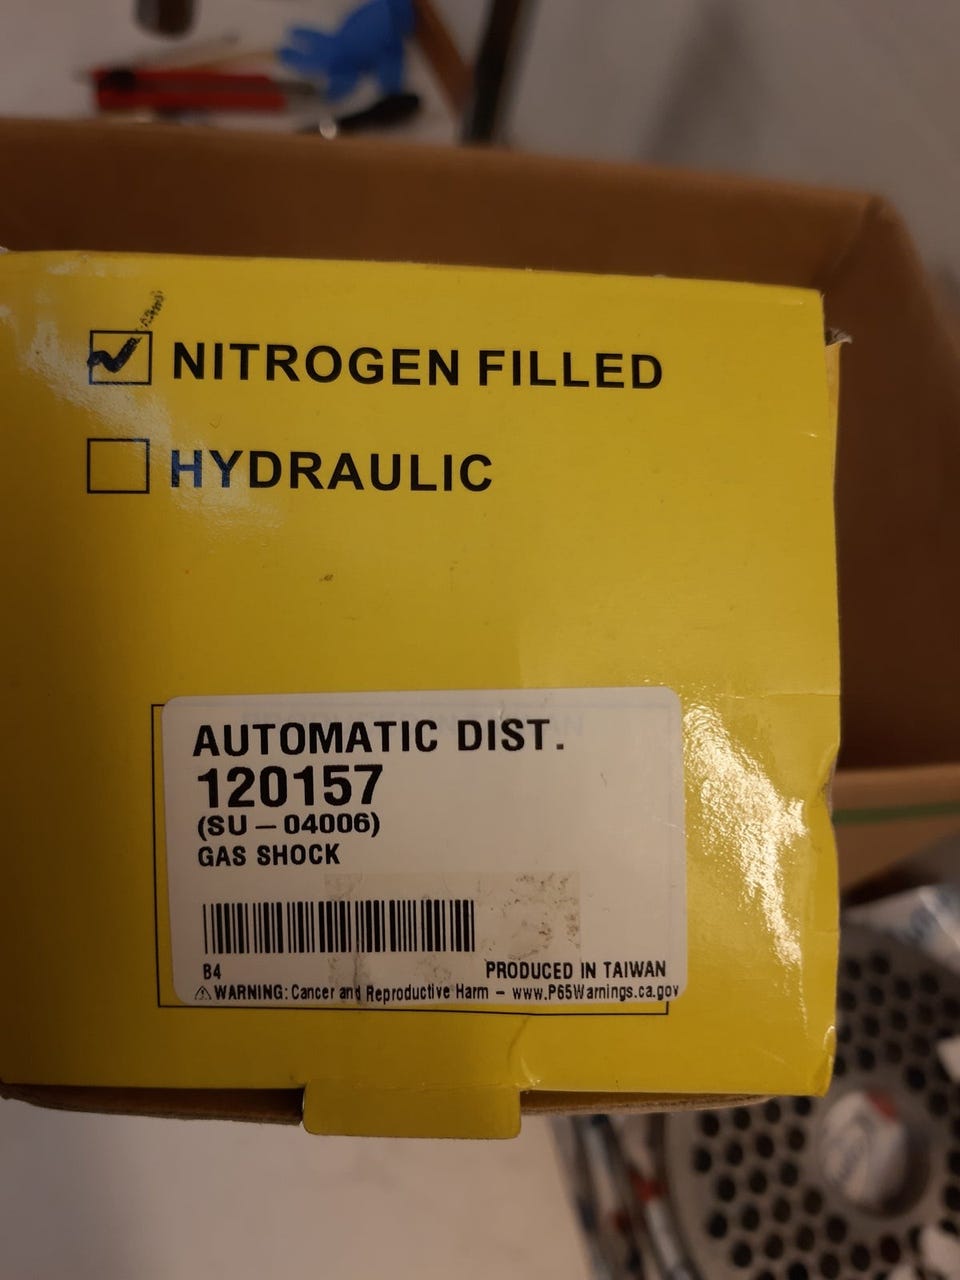 NITROGEN FILLED
HYDRAULIC
AUTOMATIC DIST.
120157
(SU – 04006)
GAS SHOCK
B4
PRODUCED IN TAIWAN
⚠WARNING: Cancer and Reproductive Harm – www.P65Warnings.ca.gov